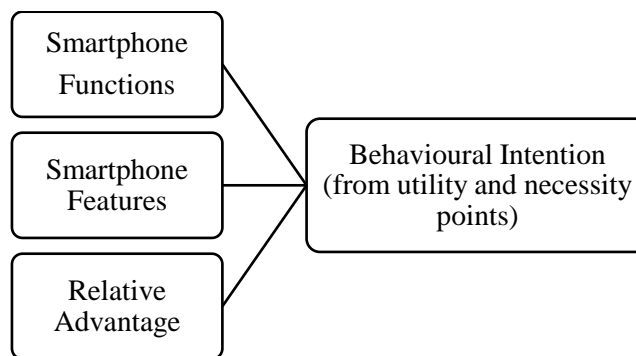 Smartphone
Functions
Smartphone
Features
Relative
Advantage
Behavioural Intention
(from utility and necessity
points)